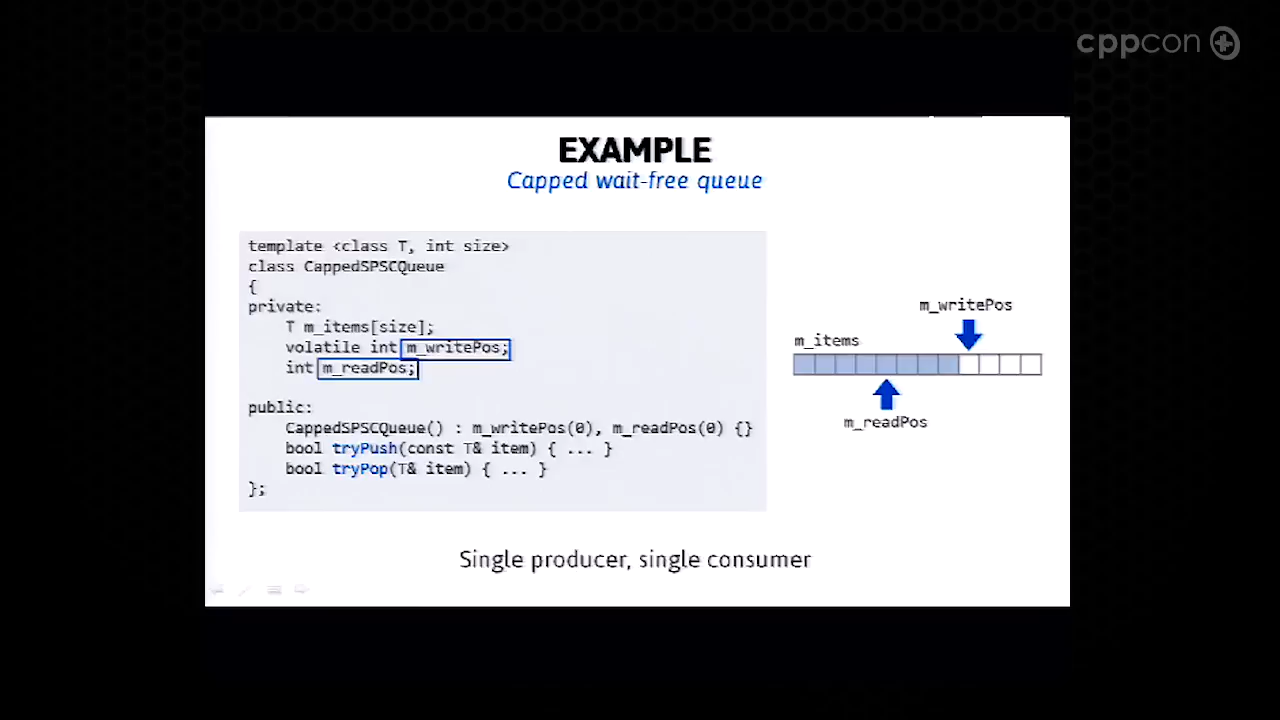 cppcon
EXAMPLE
Capped wait-free queue
template <class T, int size>
class CappedSPSCQueue
{
private:
T m_items[size];
volatile int m_writePos;
int m_readPos;
public:
CappedSPSCQueue() : m_writePos(0), m_readPos(0) {}
bool tryPush(const T& item) { ... }
bool tryPop(T& item) { ... }
};
m_writePos
m_items
m_readPos
Single producer, single consumer